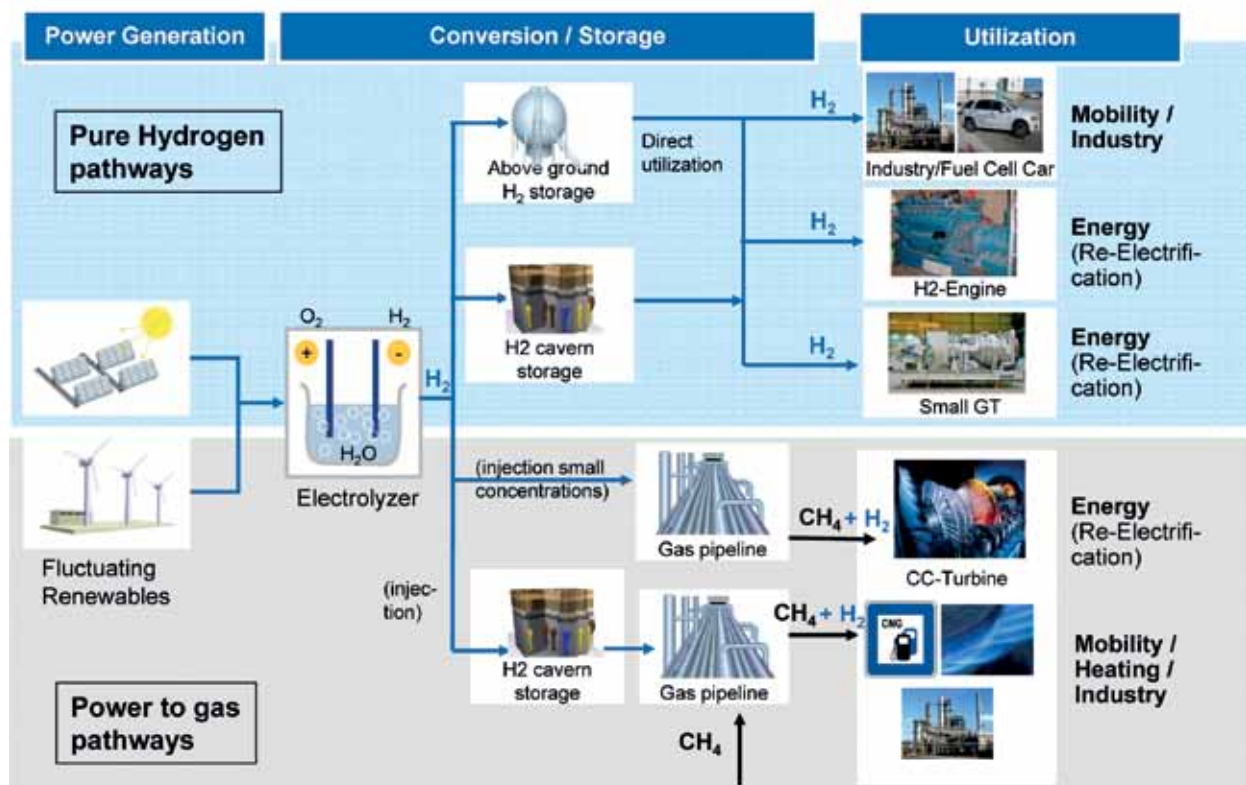 Power Generation
Conversion / Storage
Utilization
Pure Hydrogen
pathways
Above ground
H₂ storage
Direct
utilization
H₂
Industry/Fuel Cell Car
Mobility /
Industry
H₂
H2-Engine
Energy
(Re-Electrifi-
cation)
H2 cavern
storage
H₂
Small GT
Energy
(Re-Electrifi-
cation)
O₂
H₂
+
-
H₂O
Electrolyzer
H₂
Fluctuating
Renewables
(injection small
concentrations)
Gas pipeline
CH₄ + H₂
CC-Turbine
Energy
(Re-Electrifi-
cation)
(injec-
tion)
H2 cavern
storage
Gas pipeline
CH₄ + H₂
CNG
Mobility /
Heating /
Industry
CH₄
Power to gas
pathways